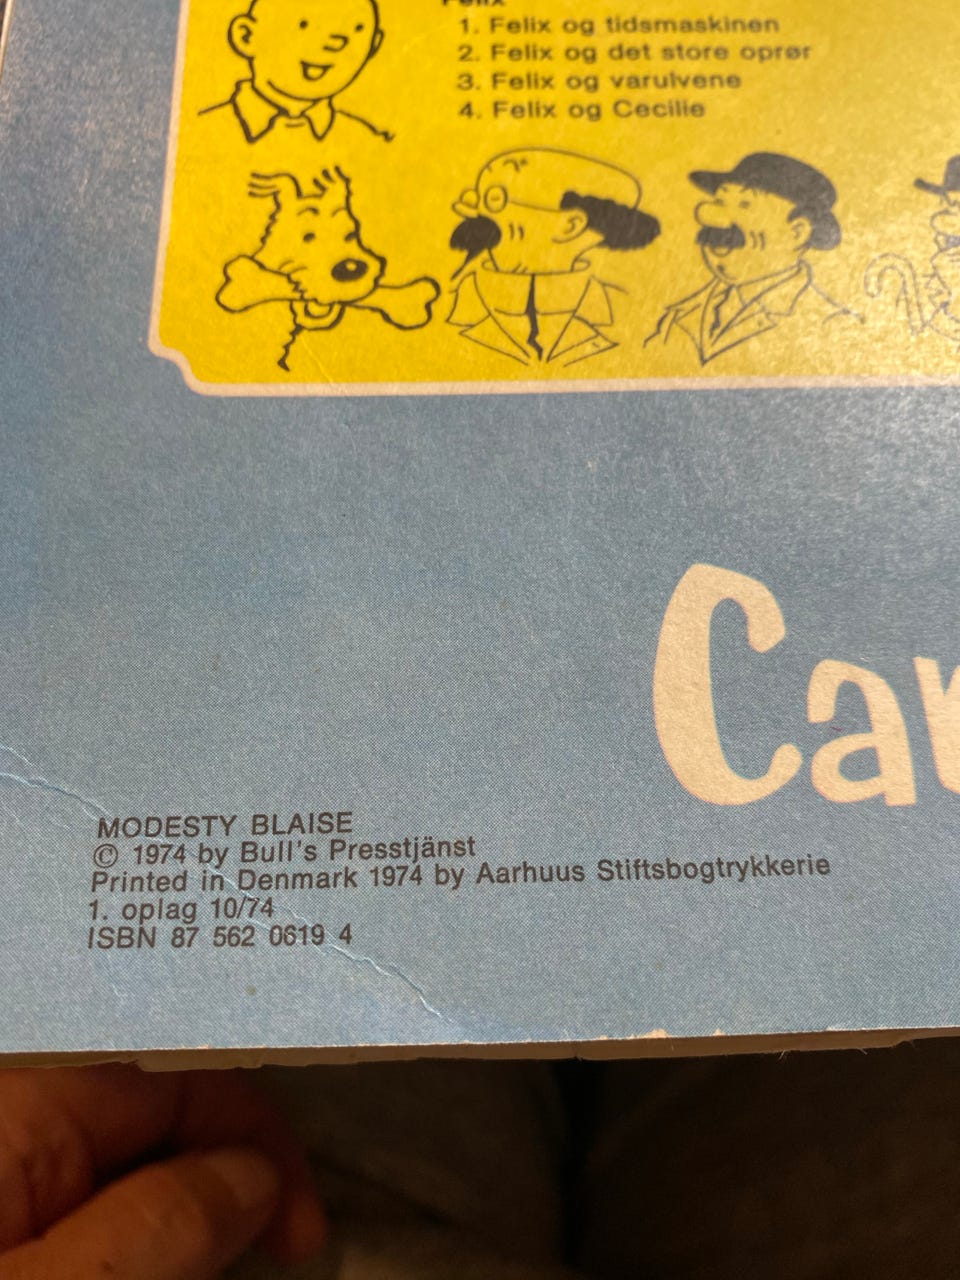 Felix
1. Felix og tidsmaskinen
2. Felix og det store oprør
3. Felix og varulvene
4. Felix og Cecilie
MODESTY BLAISE
© 1974 by Bull's Presstjänst
Printed in Denmark 1974 by Aarhuus Stiftsbogtrykkerie
1. oplag 10/74
ISBN 87 562 0619 4